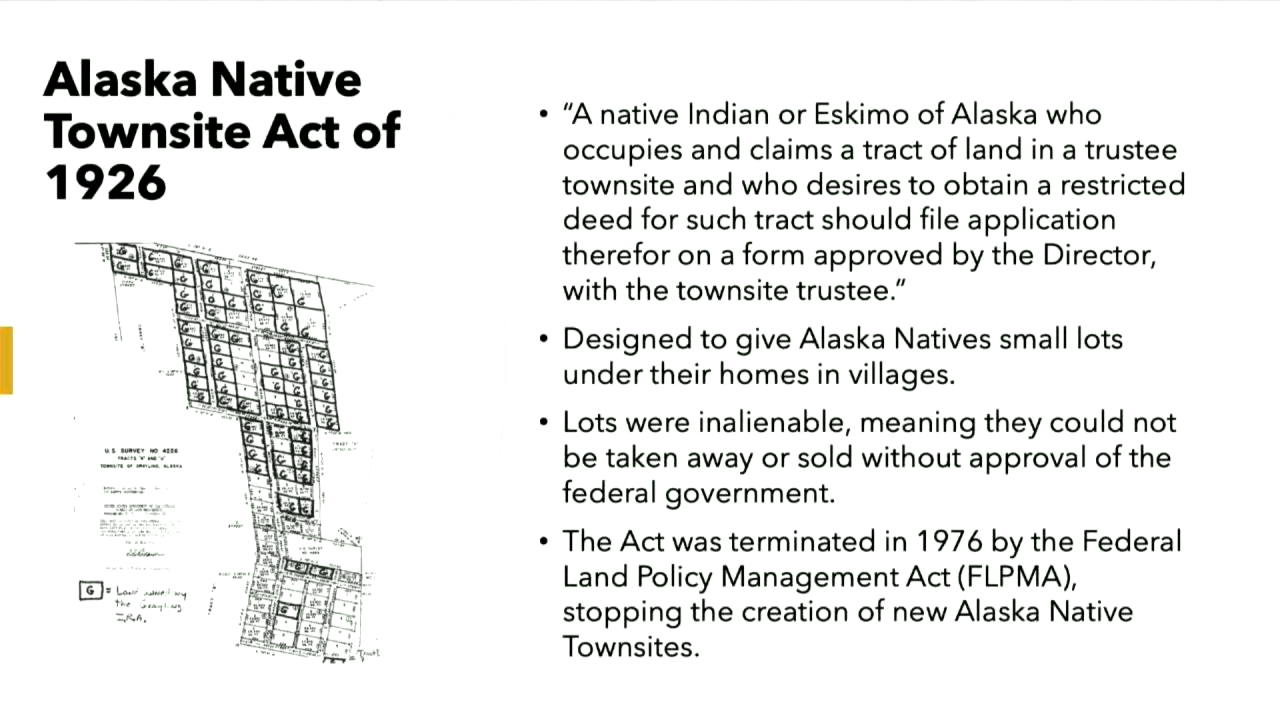 Alaska Native
Townsite Act of
1926
• “A native Indian or Eskimo of Alaska who
occupies and claims a tract of land in a trustee
townsite and who desires to obtain a restricted
deed for such tract should file application
therefor on a form approved by the Director,
with the townsite trustee.”
• Designed to give Alaska Natives small lots
under their homes in villages.
• Lots were inalienable, meaning they could not
be taken away or sold without approval of the
federal government.
• The Act was terminated in 1976 by the Federal
Land Policy Management Act (FLPMA),
stopping the creation of new Alaska Native
Townsites.
U.S. SURVEY NO 4226
TOWNSITE OF GRAYLING, ALASKA
G = Land owned by
the Grayling
I.R.A.